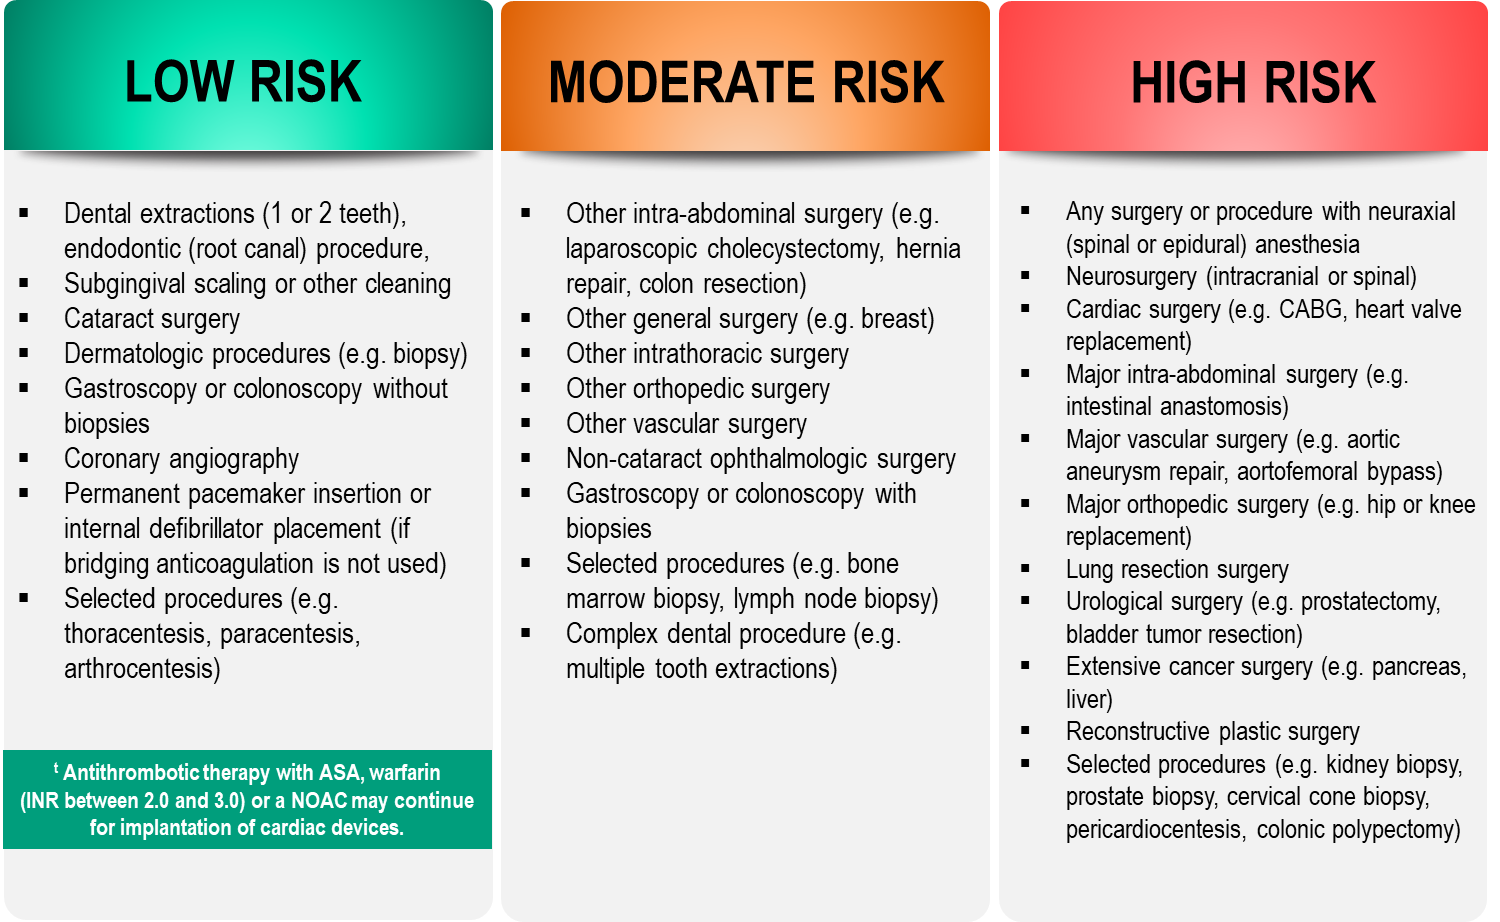 LOW RISK
▪ Dental extractions (1 or 2 teeth),
endodontic (root canal) procedure,
▪ Subgingival scaling or other cleaning
▪ Cataract surgery
▪ Dermatologic procedures (e.g. biopsy)
▪ Gastroscopy or colonoscopy without
biopsies
▪ Coronary angiography
▪ Permanent pacemaker insertion or
internal defibrillator placement (if
bridging anticoagulation is not used)
▪ Selected procedures (e.g.
thoracentesis, paracentesis,
arthrocentesis)
t Antithrombotic therapy with ASA, warfarin
(INR between 2.0 and 3.0) or a NOAC may continue
for implantation of cardiac devices.
MODERATE RISK
▪ Other intra-abdominal surgery (e.g.
laparoscopic cholecystectomy, hernia
repair, colon resection)
▪ Other general surgery (e.g. breast)
▪ Other intrathoracic surgery
▪ Other orthopedic surgery
▪ Other vascular surgery
▪ Non-cataract ophthalmologic surgery
▪ Gastroscopy or colonoscopy with
biopsies
▪ Selected procedures (e.g. bone
marrow biopsy, lymph node biopsy)
▪ Complex dental procedure (e.g.
multiple tooth extractions)
HIGH RISK
▪ Any surgery or procedure with neuraxial
(spinal or epidural) anesthesia
▪ Neurosurgery (intracranial or spinal)
▪ Cardiac surgery (e.g. CABG, heart valve
replacement)
▪ Major intra-abdominal surgery (e.g.
intestinal anastomosis)
▪ Major vascular surgery (e.g. aortic
aneurysm repair, aortofemoral bypass)
▪ Major orthopedic surgery (e.g. hip or knee
replacement)
▪ Lung resection surgery
▪ Urological surgery (e.g. prostatectomy,
bladder tumor resection)
▪ Extensive cancer surgery (e.g. pancreas,
liver)
▪ Reconstructive plastic surgery
▪ Selected procedures (e.g. kidney biopsy,
prostate biopsy, cervical cone biopsy,
pericardiocentesis, colonic polypectomy)